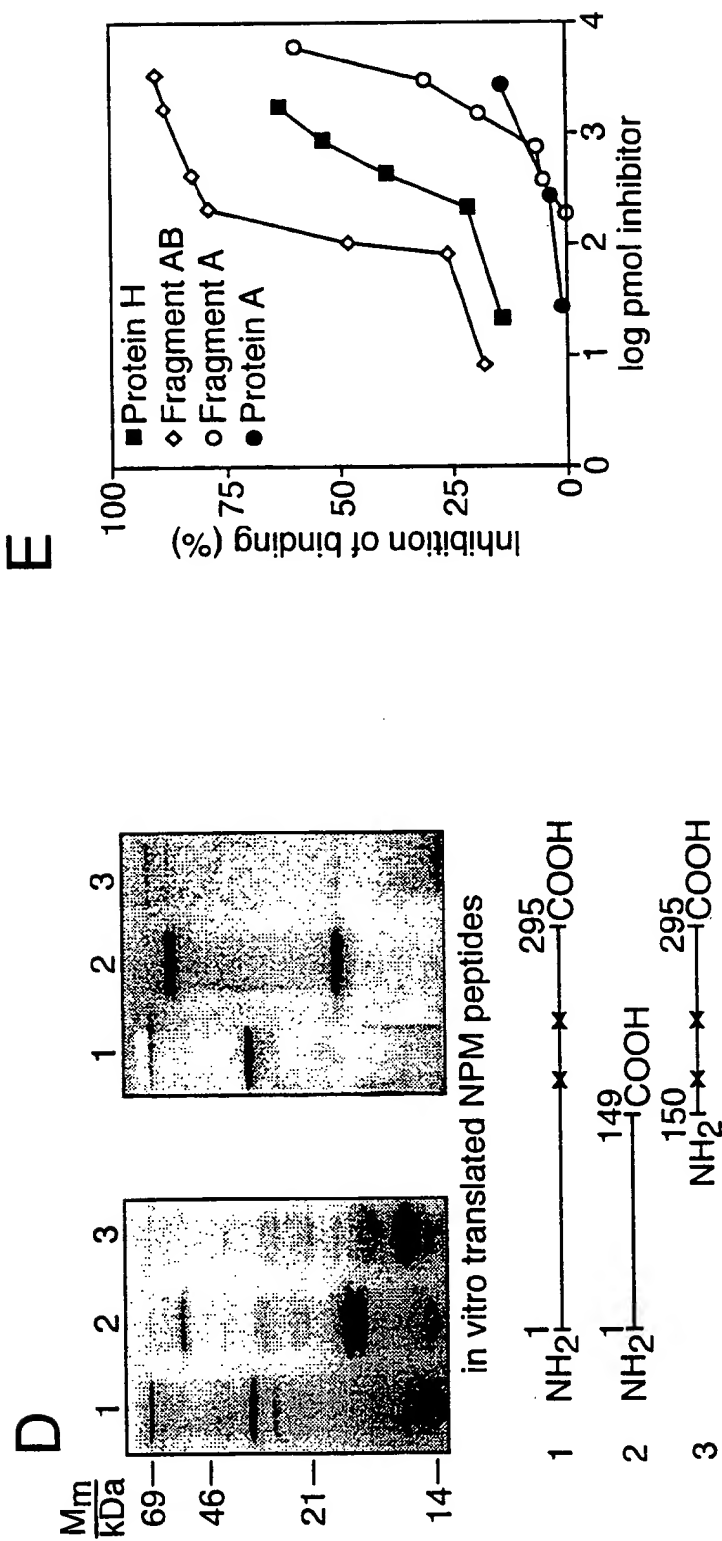 D
Mm
kDa
69
46
21
14
1 2 3
1 2 3
in vitro translated NPM peptides
1 NH2 1 295 COOH
2 NH2 1 149 COOH
3 NH2 150 295 COOH
E
Inhibition of binding (%)
100
75
50
25
0
■ Protein H
◇ Fragment AB
○ Fragment A
● Protein A
0 1 2 3 4
log pmol inhibitor